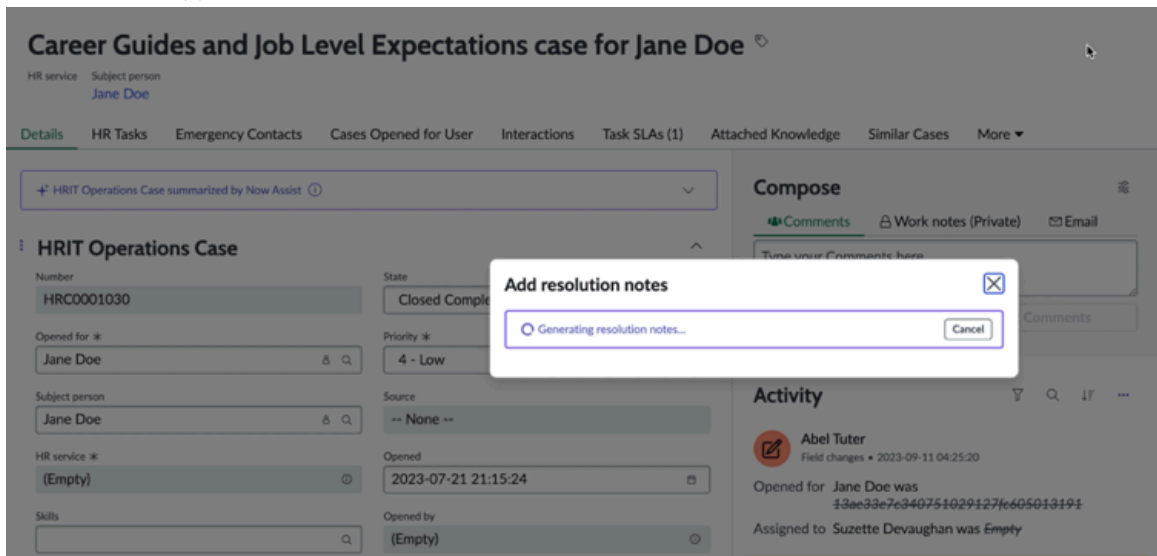 Career Guides and Job Level Expectations case for Jane Doe
HR service Subject person
Jane Doe
Details HR Tasks Emergency Contacts Cases Opened for User Interactions Task SLAs (1) Attached Knowledge Similar Cases More
HRIT Operations Case summarized by Now Assist
Compose
Comments Work notes (Private) Email
HRIT Operations Case
Type your Comments here
Number State
HRC0001030 Closed Comple
Add resolution notes
Generating resolution notes... Cancel
Comments
Opened for * Priority *
Jane Doe 4 - Low
Subject person Source
Jane Doe -- None --
Activity
Abel Tuter
Field changes • 2023-09-11 04:25:20
HR service * Opened
(Empty) 2023-07-21 21:15:24
Opened for Jane Doe was
13ae33e7c340751029127fc605013191
Skills Opened by
(Empty)
Assigned to Suzette Devaughan was Empty